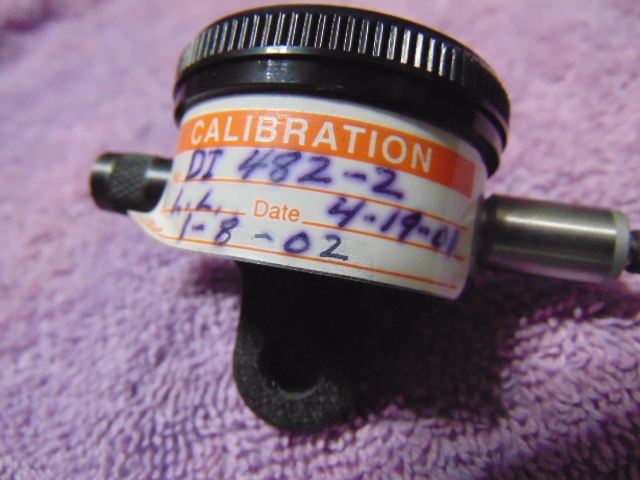 CALIBRATION
DI 482-2
L.L. Date 4-19-01
1-8-02